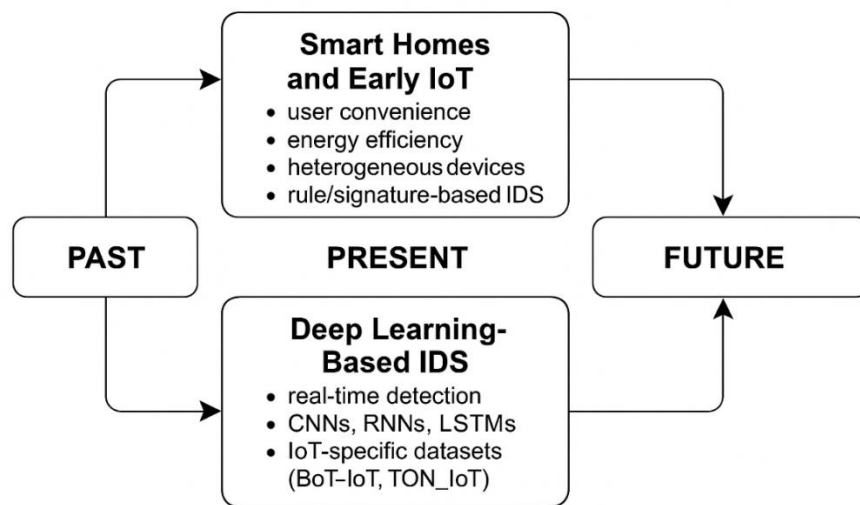 Smart Homes
and Early IoT
• user convenience
• energy efficiency
• heterogeneous devices
• rule/signature-based IDS
PAST
PRESENT
FUTURE
Deep Learning-
Based IDS
• real-time detection
• CNNs, RNNs, LSTMs
• IoT-specific datasets
(BoT–IoT, TON_IoT)